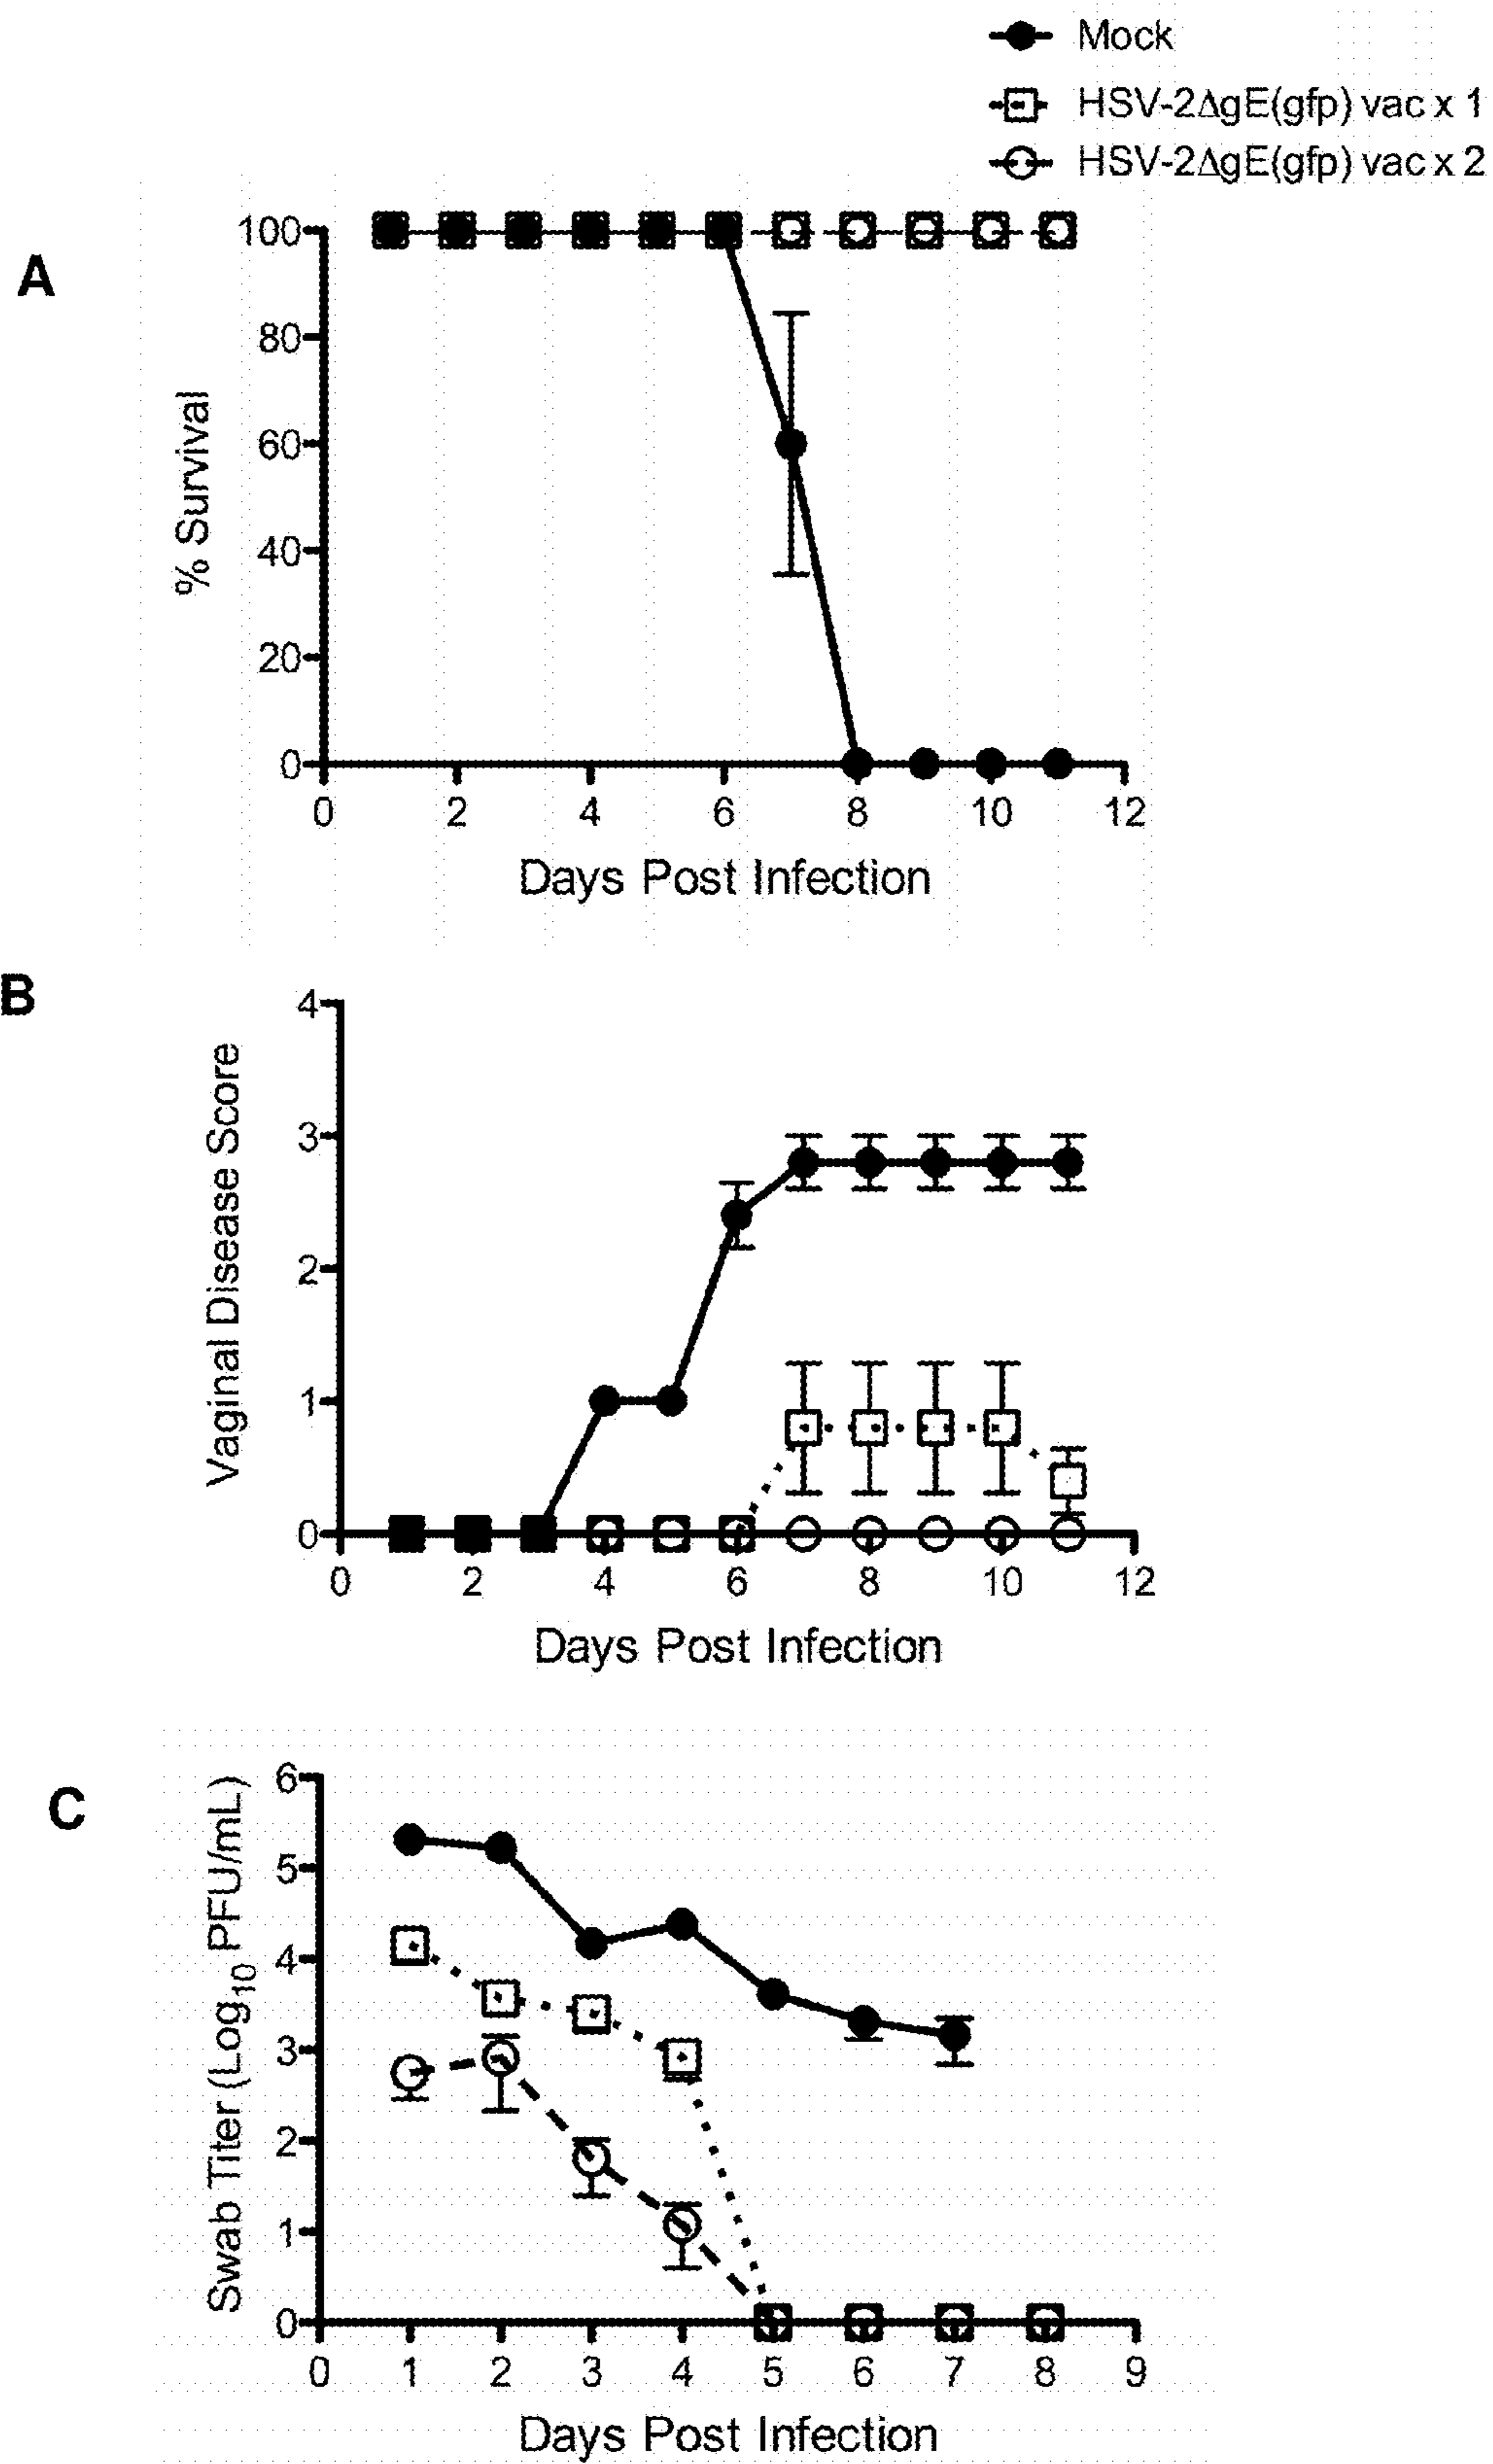 Mock
HSV-2ΔgE(gfp) vac x 1
HSV-2ΔgE(gfp) vac x 2
A
% Survival
100
80
60
40
20
0
0 2 4 6 8 10 12
Days Post Infection
B
Vaginal Disease Score
4
3
2
1
0
0 2 4 6 8 10 12
Days Post Infection
C
Swab Titer (Log10 PFU/mL)
6
5
4
3
2
1
0
0 1 2 3 4 5 6 7 8 9
Days Post Infection